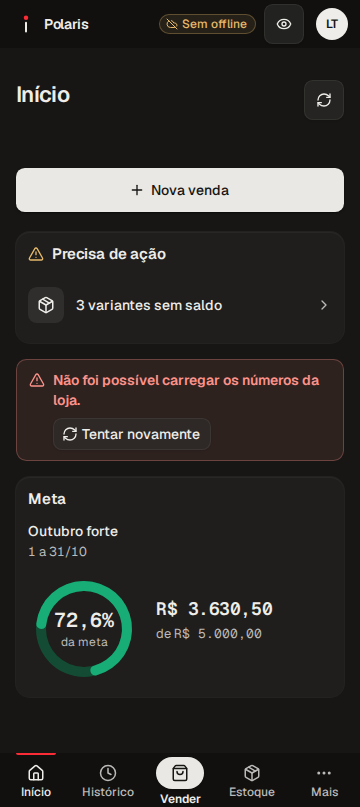 Polaris
Sem offline
LT
Início
Nova venda
Precisa de ação
3 variantes sem saldo
Não foi possível carregar os números da
loja.
Tentar novamente
Meta
Outubro forte
1 a 31/10
72,6%
da meta
R$ 3.630,50
de R$ 5.000,00
Início
Histórico
Vender
Estoque
Mais